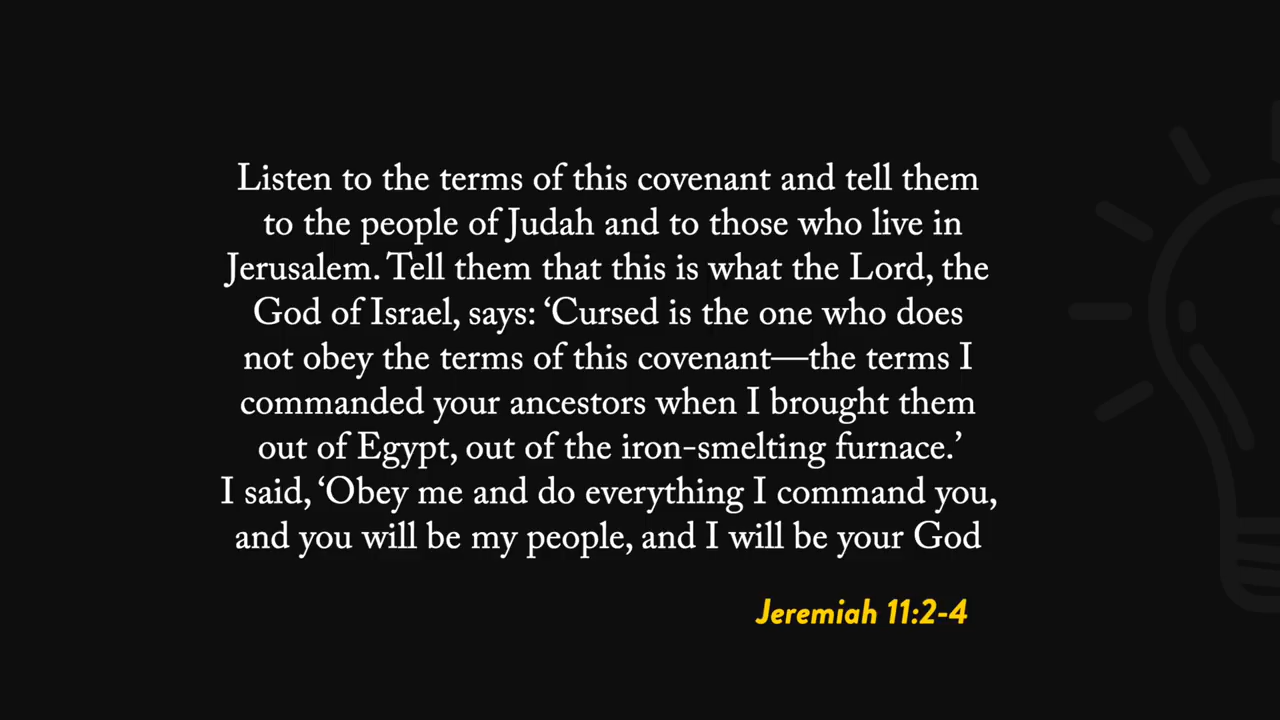 Listen to the terms of this covenant and tell them
to the people of Judah and to those who live in
Jerusalem. Tell them that this is what the Lord, the
God of Israel, says: ‘Cursed is the one who does
not obey the terms of this covenant—the terms I
commanded your ancestors when I brought them
out of Egypt, out of the iron-smelting furnace.’
I said, ‘Obey me and do everything I command you,
and you will be my people, and I will be your God
Jeremiah 11:2-4